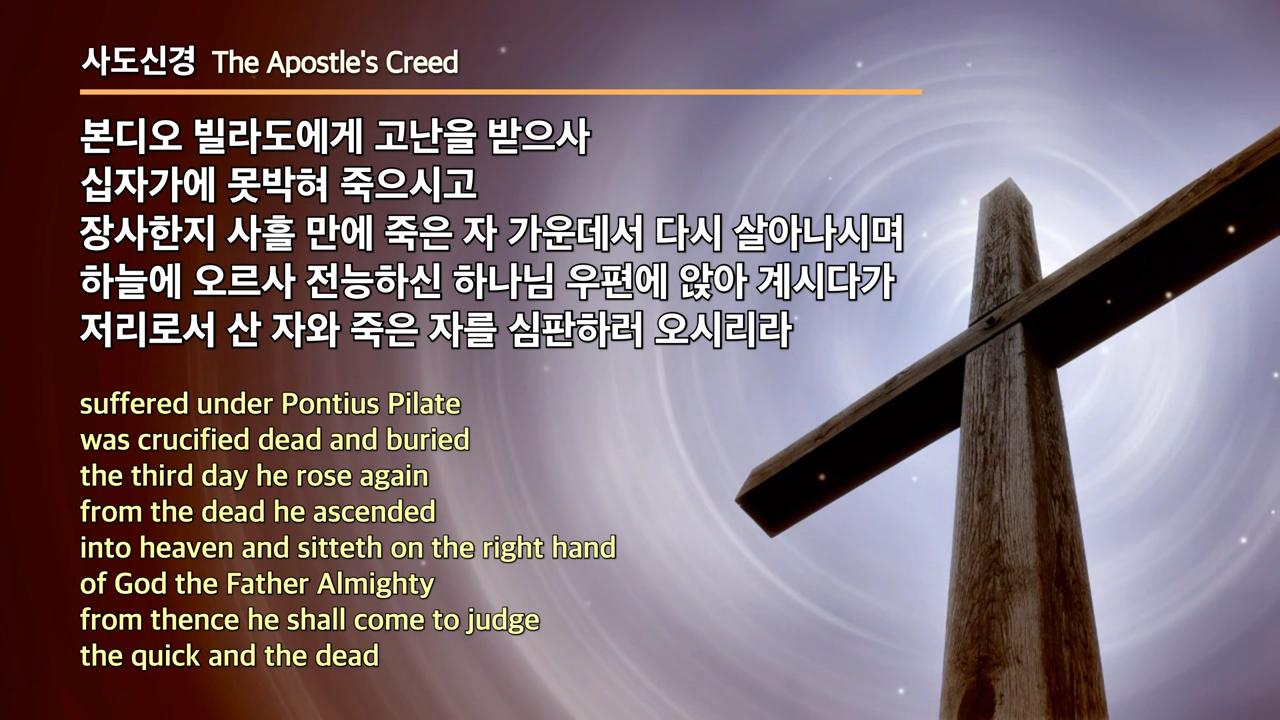 사도신경 The Apostle's Creed
본디오 빌라도에게 고난을 받으사
십자가에 못박혀 죽으시고
장사한지 사흘 만에 죽은 자 가운데서 다시 살아나시며
하늘에 오르사 전능하신 하나님 우편에 앉아 계시다가
저리로서 산 자와 죽은 자를 심판하러 오시리라
suffered under Pontius Pilate
was crucified dead and buried
the third day he rose again
from the dead he ascended
into heaven and sitteth on the right hand
of God the Father Almighty
from thence he shall come to judge
the quick and the dead